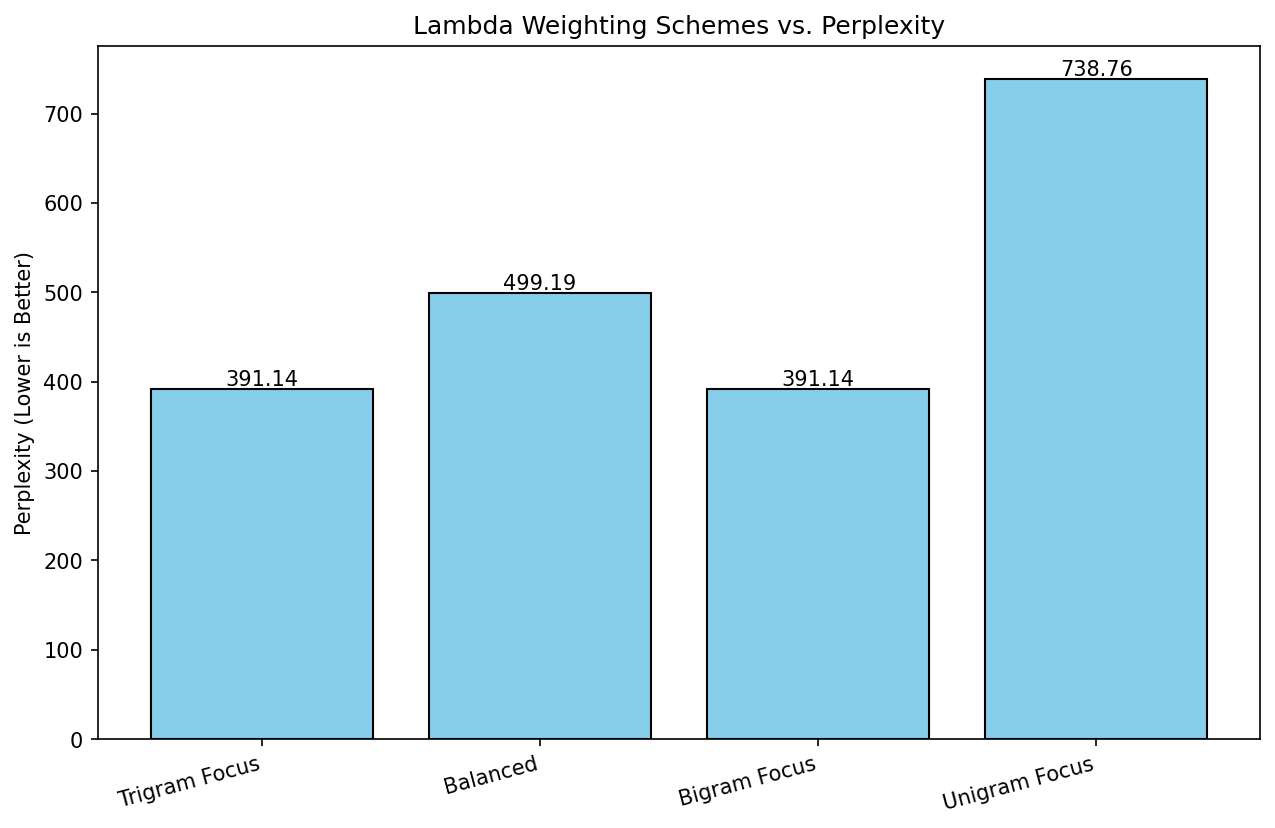 Lambda Weighting Schemes vs. Perplexity
738.76
700
600
500
499.19
400
391.14
391.14
300
200
100
0
Perplexity (Lower is Better)
Trigram Focus
Balanced
Bigram Focus
Unigram Focus